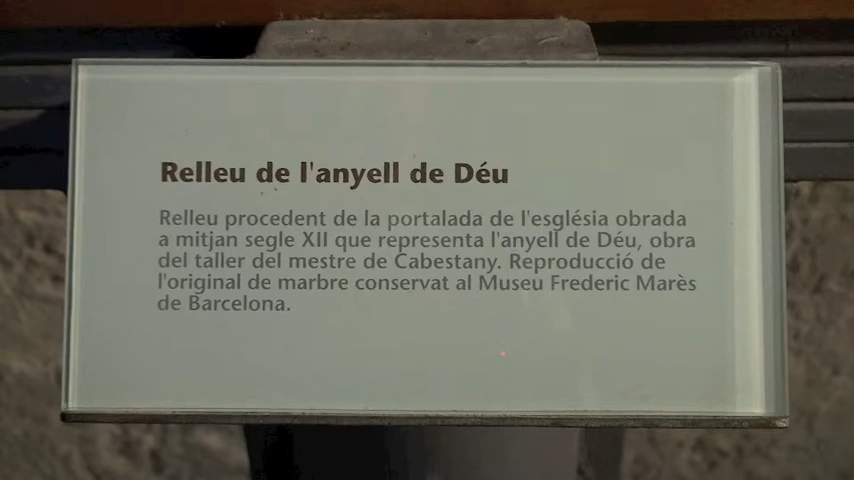 Relleu de l'anyell de Déu
Relleu procedent de la portalada de l'església obrada
a mitjan segle XII que representa l'anyell de Déu, obra
del taller del mestre de Cabestany. Reproducció de
l'original de marbre conservat al Museu Frederic Marès
de Barcelona.